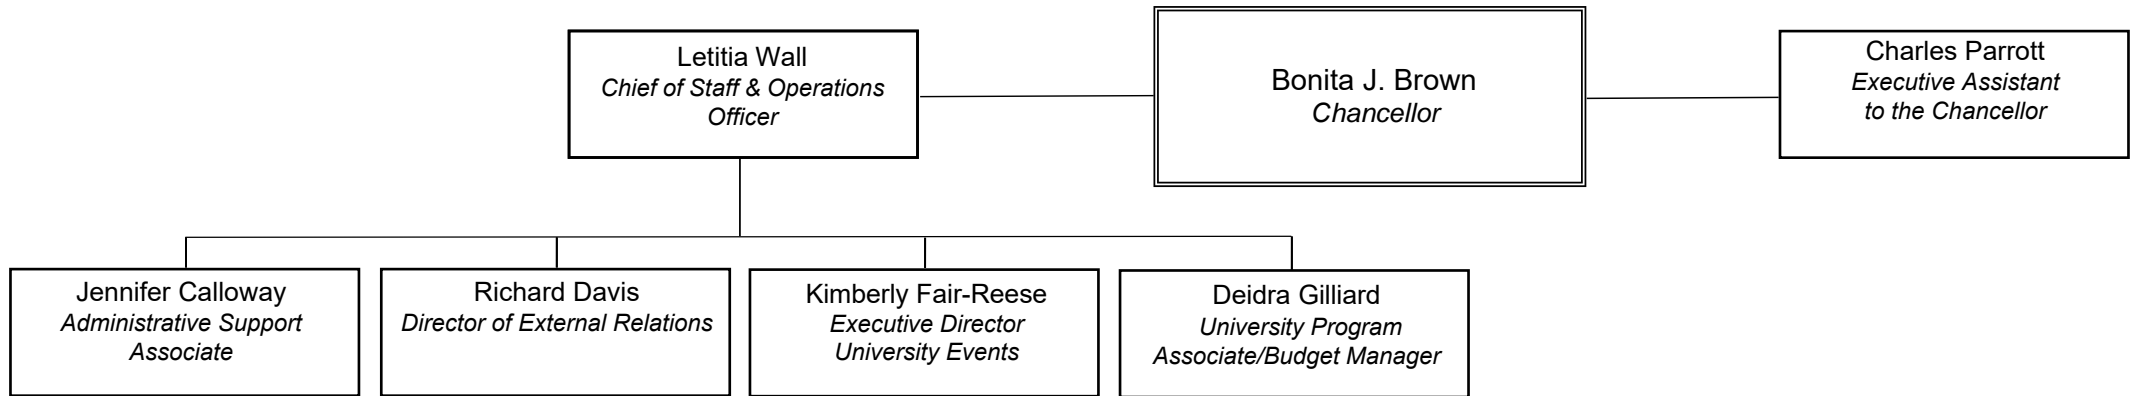 Letitia Wall
Chief of Staff & Operations
Officer
Bonita J. Brown
Chancellor
Charles Parrott
Executive Assistant
to the Chancellor
Jennifer Calloway
Administrative Support
Associate
Richard Davis
Director of External Relations
Kimberly Fair-Reese
Executive Director
University Events
Deidra Gilliard
University Program
Associate/Budget Manager